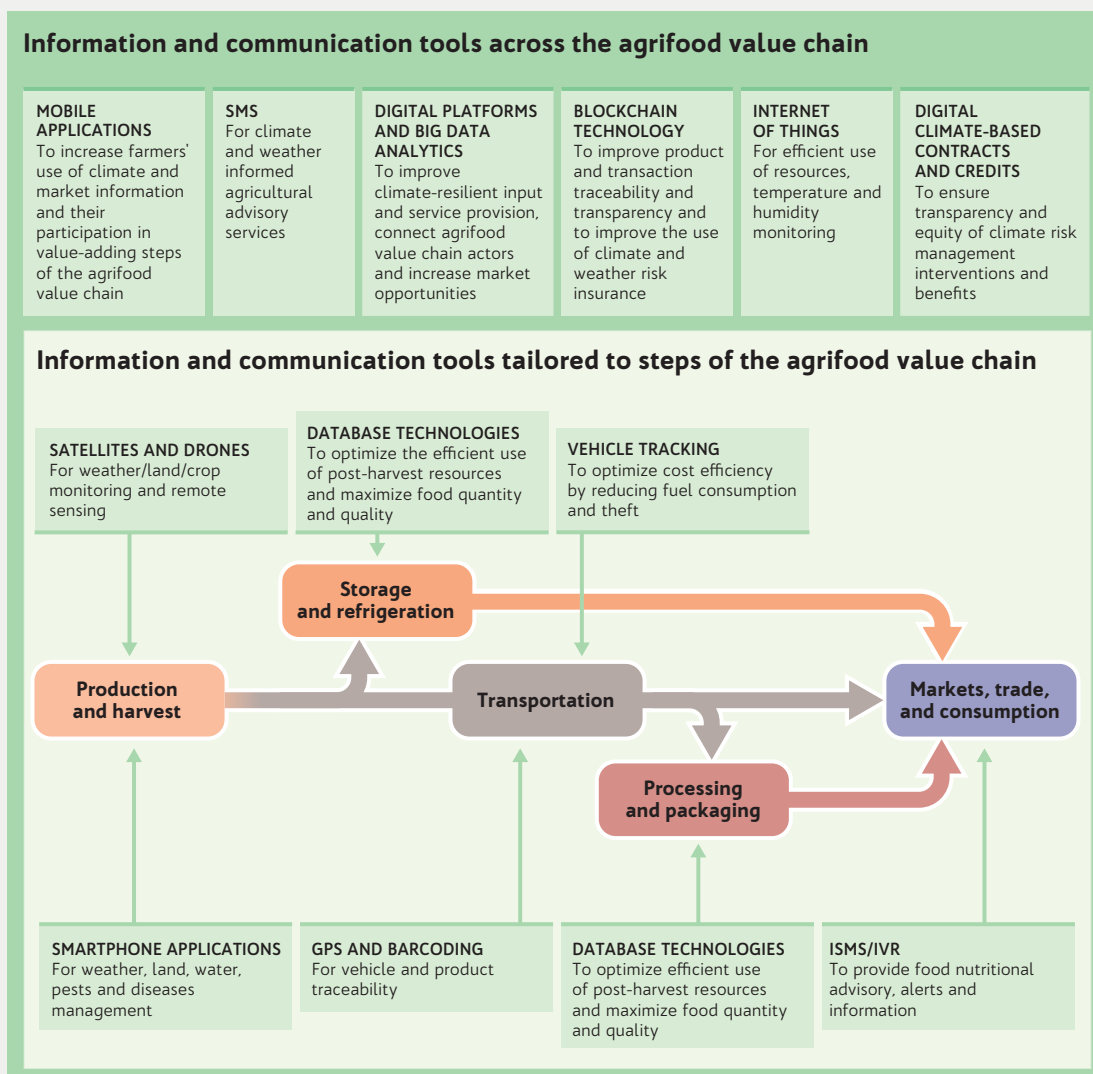 Information and communication tools across the agrifood value chain
MOBILE
APPLICATIONS
To increase farmers'
use of climate and
market information
and their
participation in
value-adding steps
of the agrifood
value chain
SMS
For climate
and weather
informed
agricultural
advisory
services
DIGITAL PLATFORMS
AND BIG DATA
ANALYTICS
To improve
climate-resilient input
and service provision,
connect agrifood
value chain actors
and increase market
opportunities
BLOCKCHAIN
TECHNOLOGY
To improve product
and transaction
traceability and
transparency and
to improve the use
of climate and
weather risk
insurance
INTERNET
OF THINGS
For efficient use
of resources,
temperature and
humidity
monitoring
DIGITAL
CLIMATE-BASED
CONTRACTS
AND CREDITS
To ensure
transparency and
equity of climate risk
management
interventions and
benefits
Information and communication tools tailored to steps of the agrifood value chain
SATELLITES AND DRONES
For weather/land/crop
monitoring and remote
sensing
DATABASE TECHNOLOGIES
To optimize the efficient use
of post-harvest resources
and maximize food quantity
and quality
VEHICLE TRACKING
To optimize cost efficiency
by reducing fuel consumption
and theft
Storage
and refrigeration
Production
and harvest
Transportation
Markets, trade,
and consumption
Processing
and packaging
SMARTPHONE APPLICATIONS
For weather, land, water,
pests and diseases
management
GPS AND BARCODING
For vehicle and product
traceability
DATABASE TECHNOLOGIES
To optimize efficient use
of post-harvest resources
and maximize food quantity
and quality
ISMS/IVR
To provide food nutritional
advisory, alerts and
information